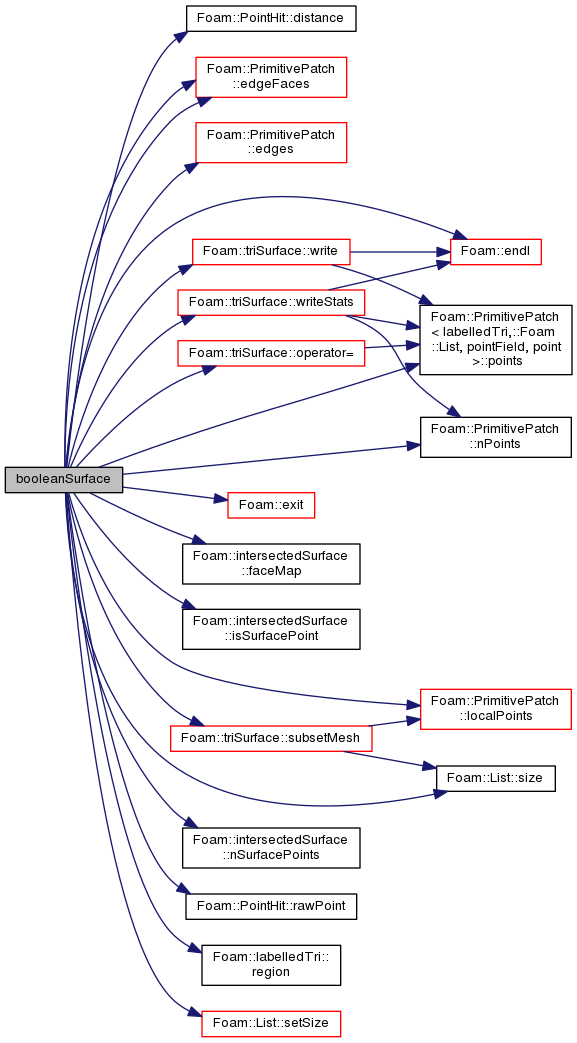 Foam::PointHit::distance
Foam::PrimitivePatch
::edgeFaces
Foam::PrimitivePatch
::edges
Foam::triSurface::write
Foam::endl
Foam::triSurface::writeStats
Foam::PrimitivePatch
< labelledTri,::Foam
::List, pointField, point
>::points
Foam::triSurface::operator=
Foam::PrimitivePatch
::nPoints
booleanSurface
Foam::exit
Foam::intersectedSurface
::faceMap
Foam::intersectedSurface
::isSurfacePoint
Foam::PrimitivePatch
::localPoints
Foam::triSurface::subsetMesh
Foam::List::size
Foam::intersectedSurface
::nSurfacePoints
Foam::PointHit::rawPoint
Foam::labelledTri::
region
Foam::List::setSize